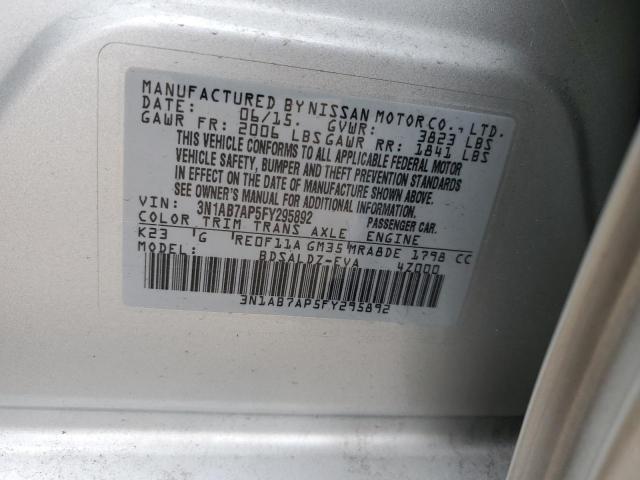 MANUFACTURED BY NISSAN MOTOR CO., LTD.
DATE: 06/15. GVWR: 3823 LBS
GAWR FR: 2006 LBS GAWR RR: 1841 LBS
THIS VEHICLE CONFORMS TO ALL APPLICABLE FEDERAL MOTOR
VEHICLE SAFETY, BUMPER AND THEFT PREVENTION STANDARDS
IN EFFECT ON THE DATE OF MANUFACTURE SHOWN ABOVE.
SEE OWNER'S MANUAL FOR ADDITIONAL INFORMATION.
VIN: 3N1AB7AP5FY295892 PASSENGER CAR.
COLOR TRIM TRANS AXLE ENGINE
K23 G RE0F11A GM35 MRA8DE 1798 CC
MODEL: BDSALDZ-EVA 4Z000
3N1AB7AP5FY295892